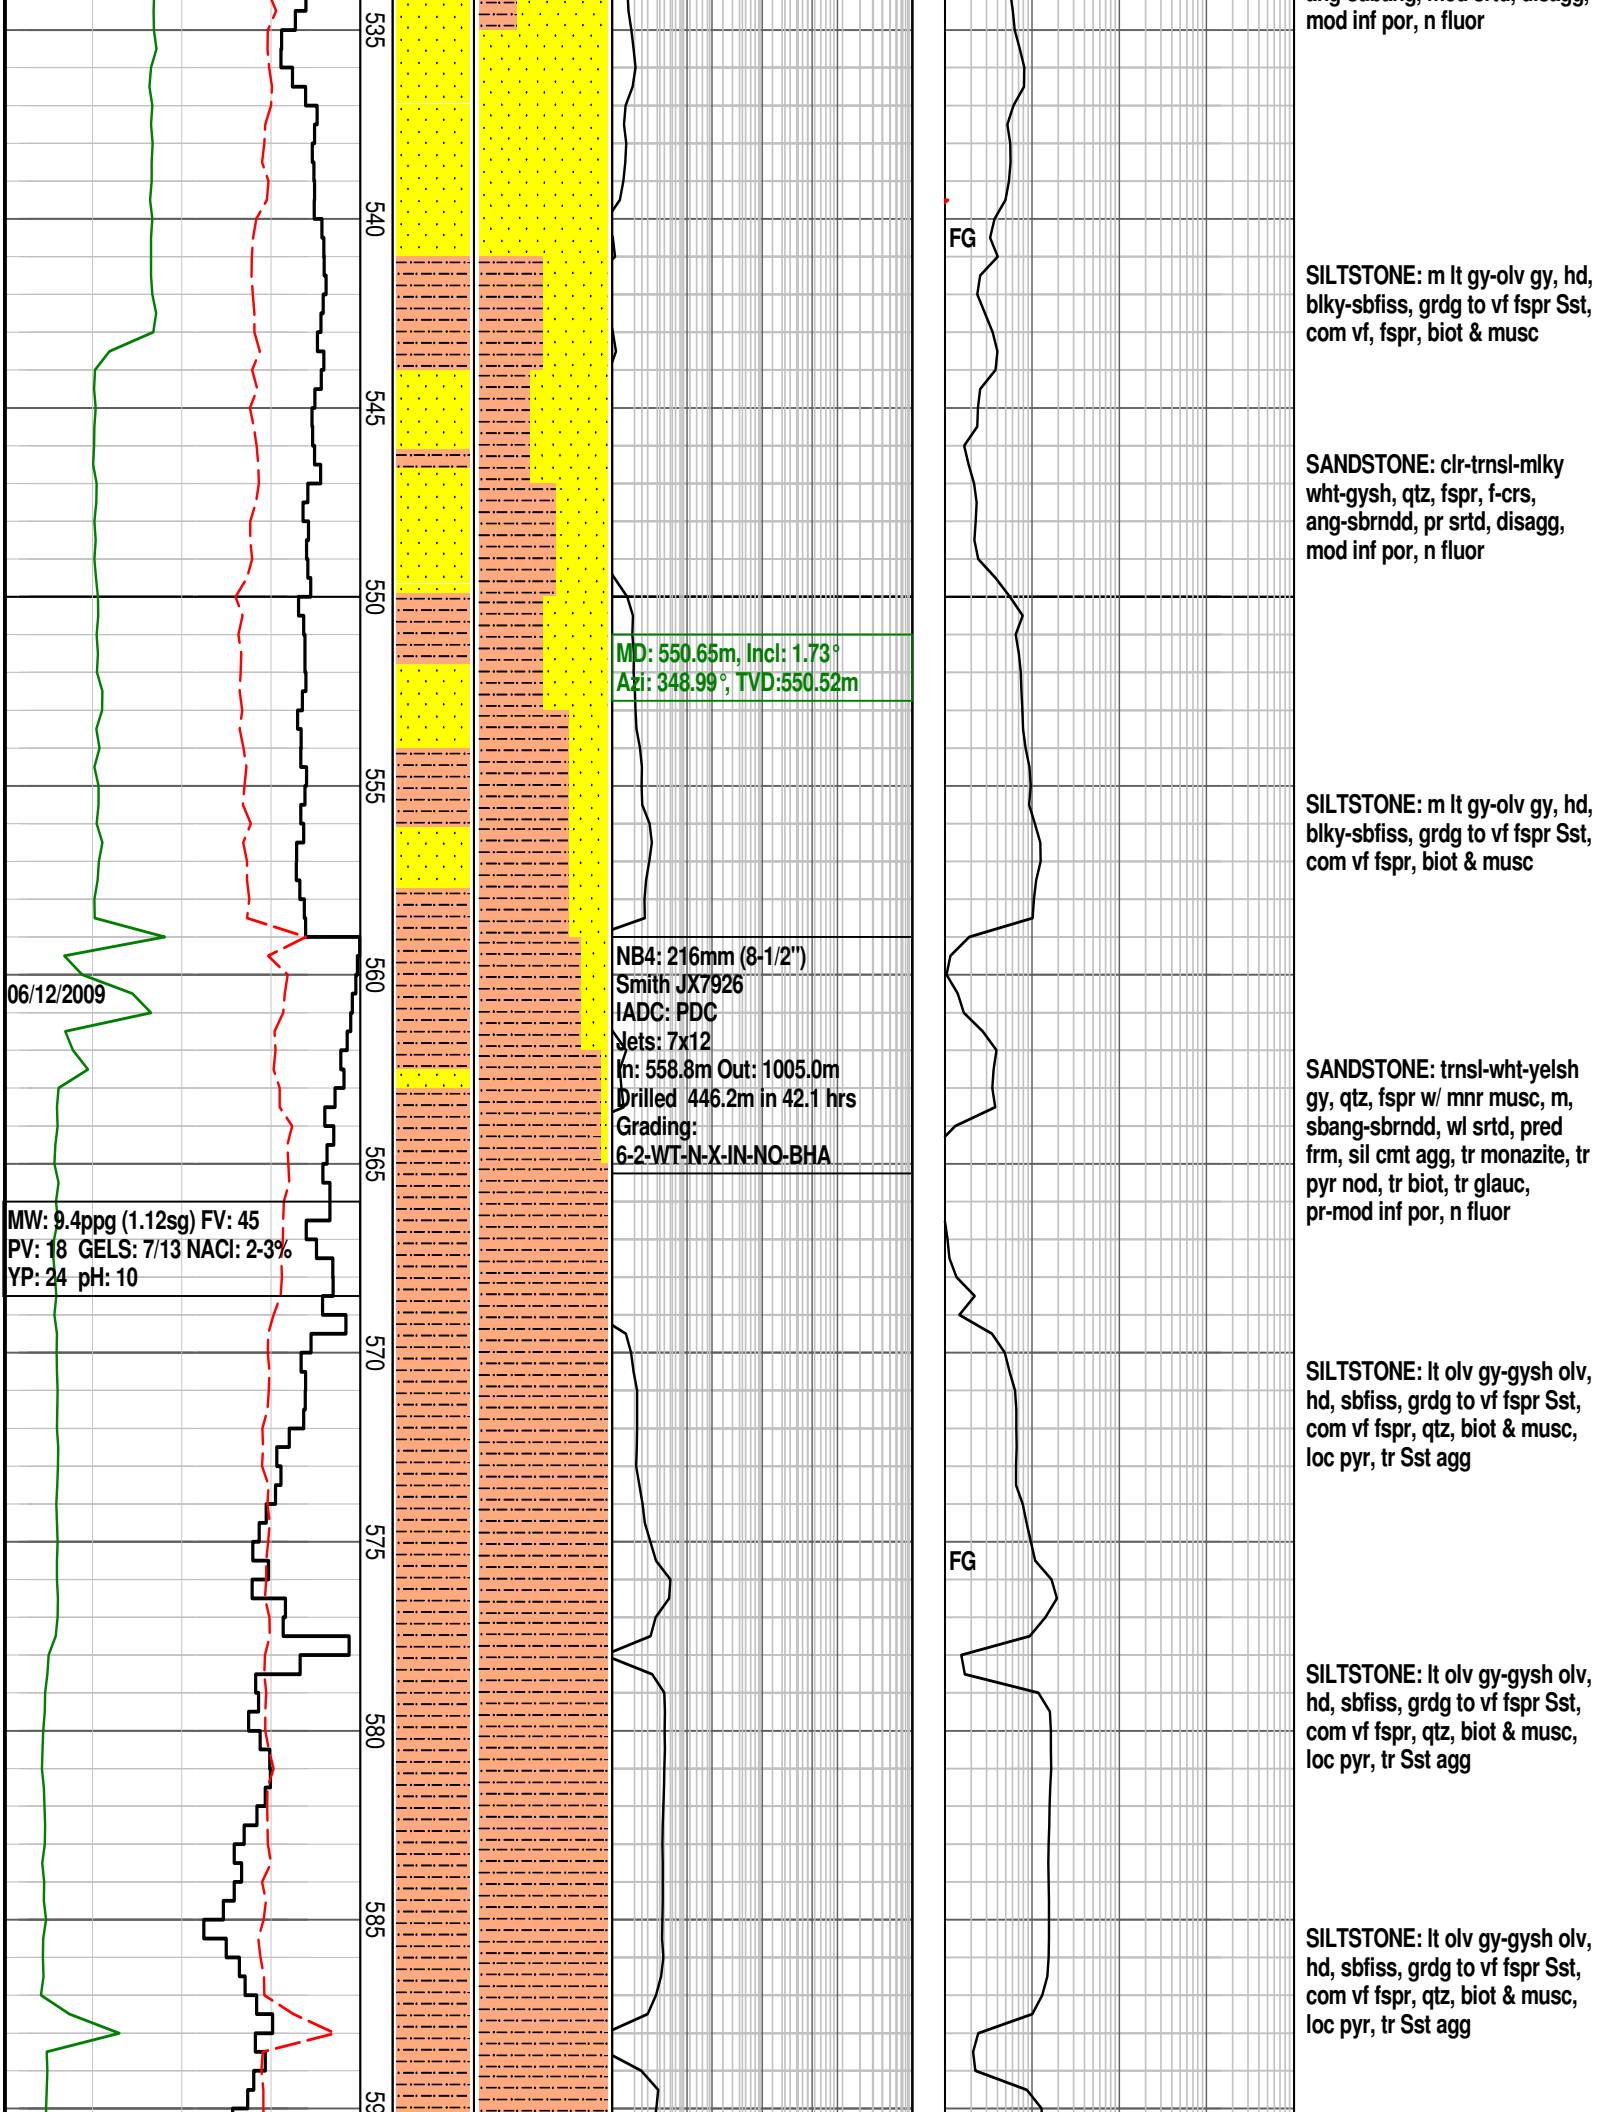 mod inf por, n fluor
535
540
FG
SILTSTONE: m lt gy-olv gy, hd,
blky-sbfiss, grdg to vf fspr Sst,
com vf, fspr, biot & musc
545
SANDSTONE: clr-trnsl-mlky
wht-gysh, qtz, fspr, f-crs,
ang-sbrndd, pr srtd, disagg,
mod inf por, n fluor
550
MD: 550.65m, Incl: 1.73°
Azi: 348.99°, TVD:550.52m
555
SILTSTONE: m lt gy-olv gy, hd,
blky-sbfiss, grdg to vf fspr Sst,
com vf fspr, biot & musc
560
06/12/2009
NB4: 216mm (8-1/2")
Smith JX7926
IADC: PDC
Jets: 7x12
In: 558.8m Out: 1005.0m
Drilled 446.2m in 42.1 hrs
Grading:
6-2-WT-N-X-IN-NO-BHA
SANDSTONE: trnsl-wht-yelsh
gy, qtz, fspr w/ mnr musc, m,
sbang-sbrndd, wl srtd, pred
frm, sil cmt agg, tr monazite, tr
pyr nod, tr biot, tr glauc,
pr-mod inf por, n fluor
565
MW: 9.4ppg (1.12sg) FV: 45
PV: 18 GELS: 7/13 NACl: 2-3%
YP: 24 pH: 10
570
SILTSTONE: lt olv gy-gysh olv,
hd, sbfiss, grdg to vf fspr Sst,
com vf fspr, qtz, biot & musc,
loc pyr, tr Sst agg
575
FG
580
SILTSTONE: lt olv gy-gysh olv,
hd, sbfiss, grdg to vf fspr Sst,
com vf fspr, qtz, biot & musc,
loc pyr, tr Sst agg
585
SILTSTONE: lt olv gy-gysh olv,
hd, sbfiss, grdg to vf fspr Sst,
com vf fspr, qtz, biot & musc,
loc pyr, tr Sst agg